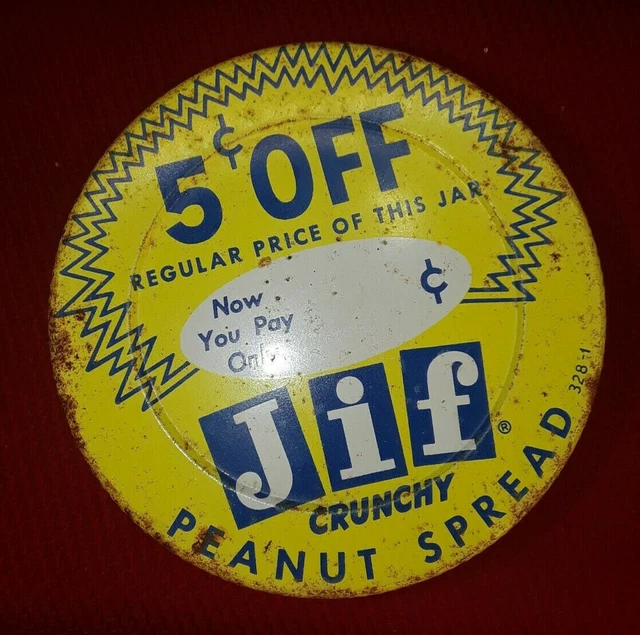 5¢ OFF
REGULAR PRICE OF THIS JAR
Now
You Pay
Only
¢
Jif®
CRUNCHY
PEANUT SPREAD
328-1